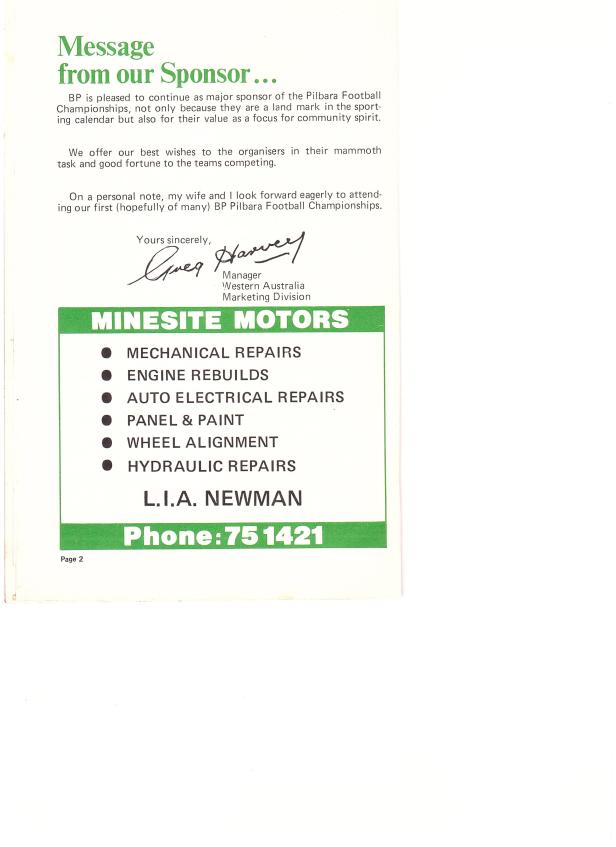 Message
from our Sponsor...
BP is pleased to continue as major sponsor of the Pilbara Football
Championships, not only because they are a land mark in the sport-
ing calendar but also for their value as a focus for community spirit.
We offer our best wishes to the organisers in their mammoth
task and good fortune to the teams competing.
On a personal note, my wife and I look forward eagerly to attend-
ing our first (hopefully of many) BP Pilbara Football Championships.
Yours sincerely,
Greg Harvey
Manager
Western Australia
Marketing Division
MINESITE MOTORS
● MECHANICAL REPAIRS
● ENGINE REBUILDS
● AUTO ELECTRICAL REPAIRS
● PANEL & PAINT
● WHEEL ALIGNMENT
● HYDRAULIC REPAIRS
L.I.A. NEWMAN
Phone: 75 1421
Page 2